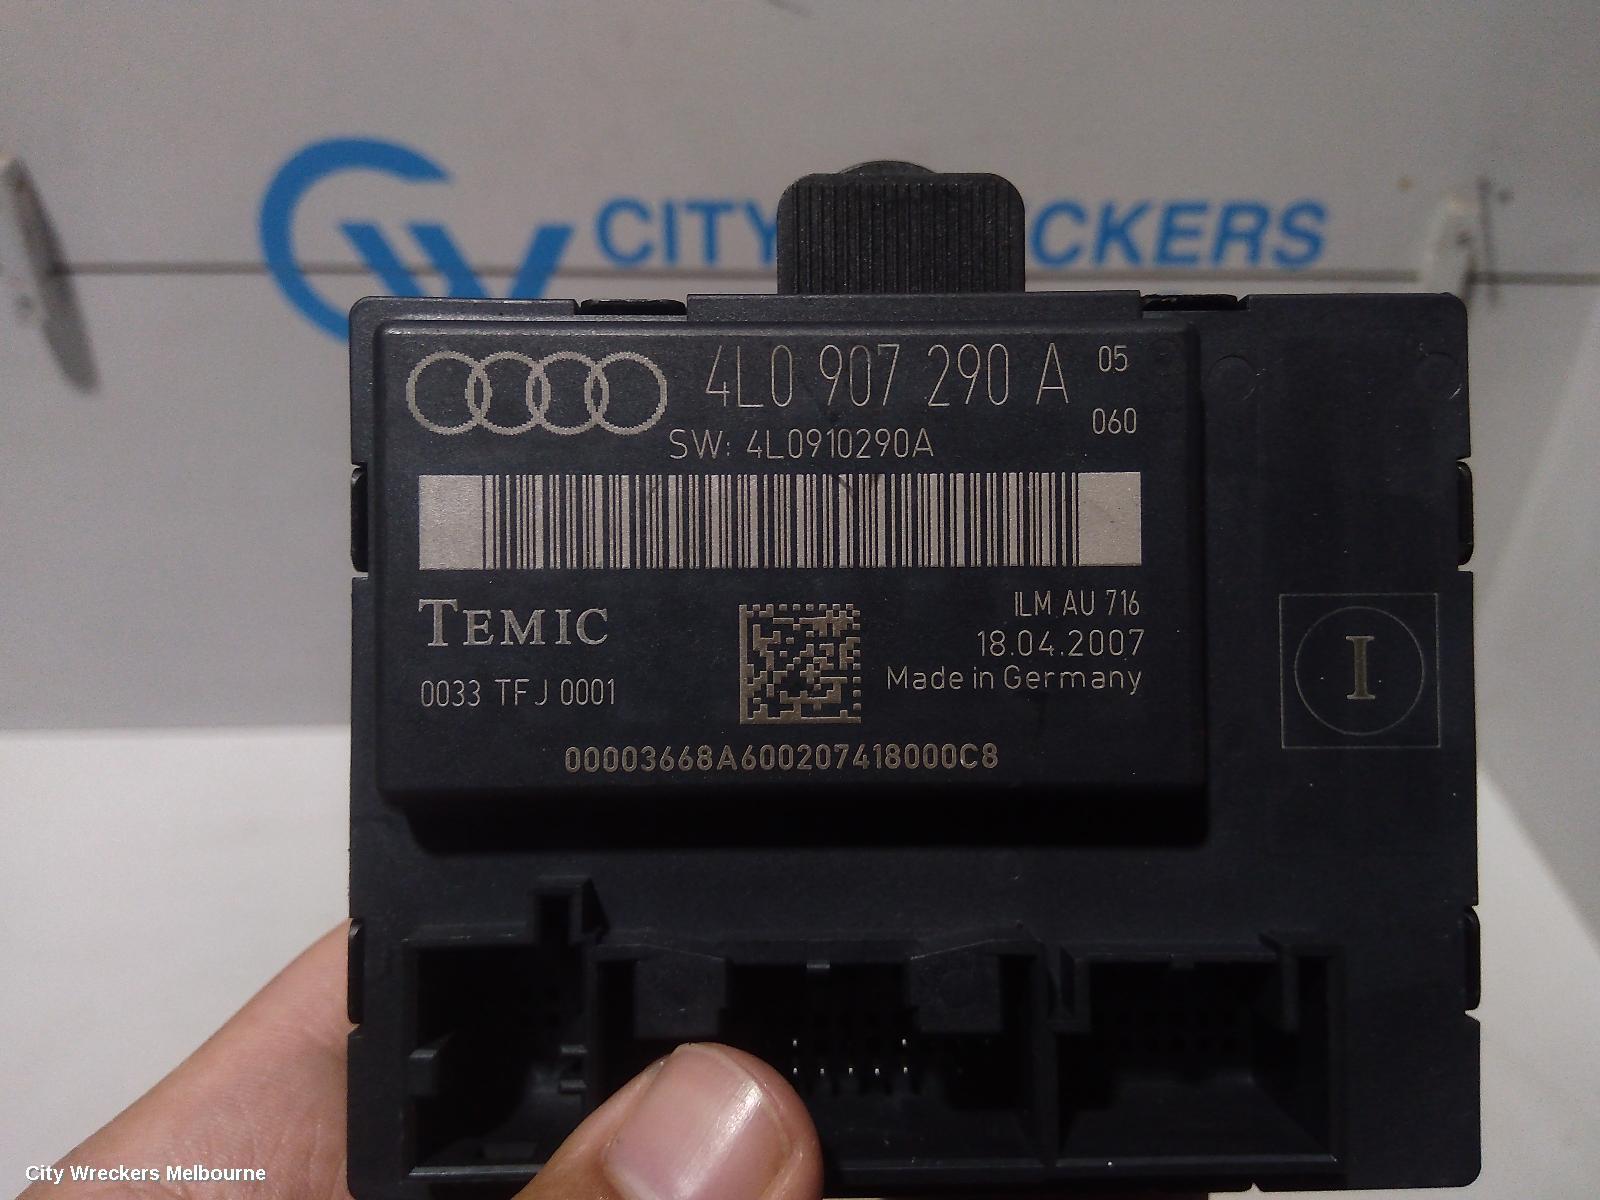 CITY CKERS
4L0 907 290 A 05
060
SW: 4L0910290A
TEMIC
ILM AU 716
18.04.2007
Made in Germany
0033 TFJ 0001
00003668A600207418000C8
I
City Wreckers Melbourne